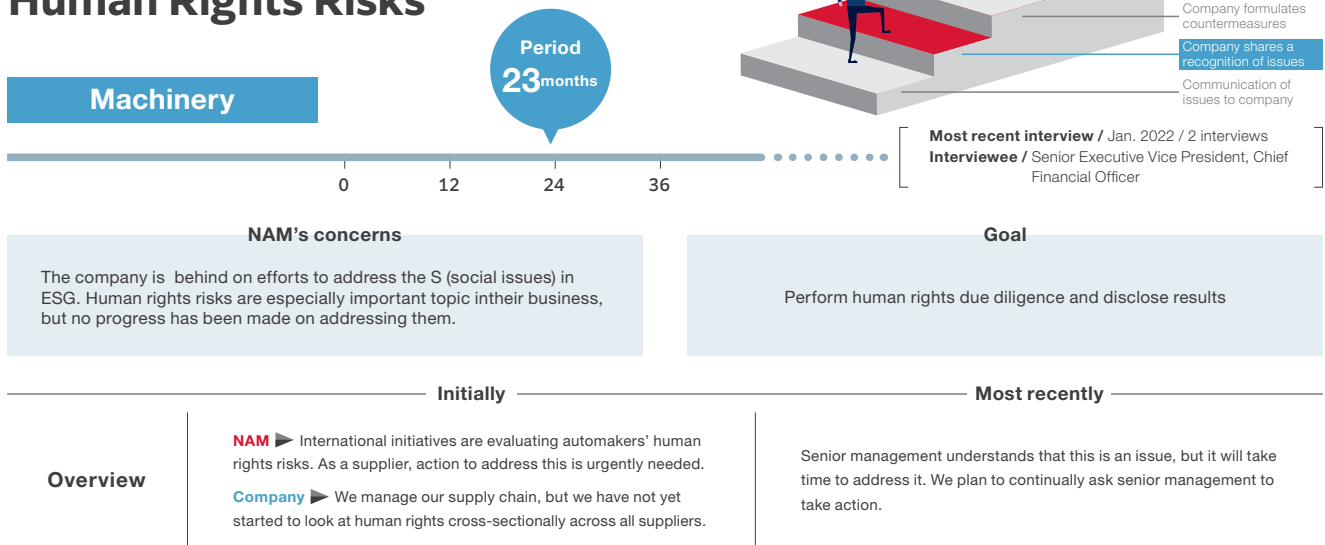 Human Rights Risks
Machinery
Period
23months
Company formulates
countermeasures
Company shares a
recognition of issues
Communication of
issues to company
0 12 24 36
Most recent interview / Jan. 2022 / 2 interviews
Interviewee / Senior Executive Vice President, Chief
Financial Officer
NAM's concerns
The company is  behind on efforts to address the S (social issues) in
ESG. Human rights risks are especially important topic intheir business,
but no progress has been made on addressing them.
Goal
Perform human rights due diligence and disclose results
Initially
Most recently
Overview
NAM International initiatives are evaluating automakers' human
rights risks. As a supplier, action to address this is urgently needed.
Company We manage our supply chain, but we have not yet
started to look at human rights cross-sectionally across all suppliers.
Senior management understands that this is an issue, but it will take
time to address it. We plan to continually ask senior management to
take action.